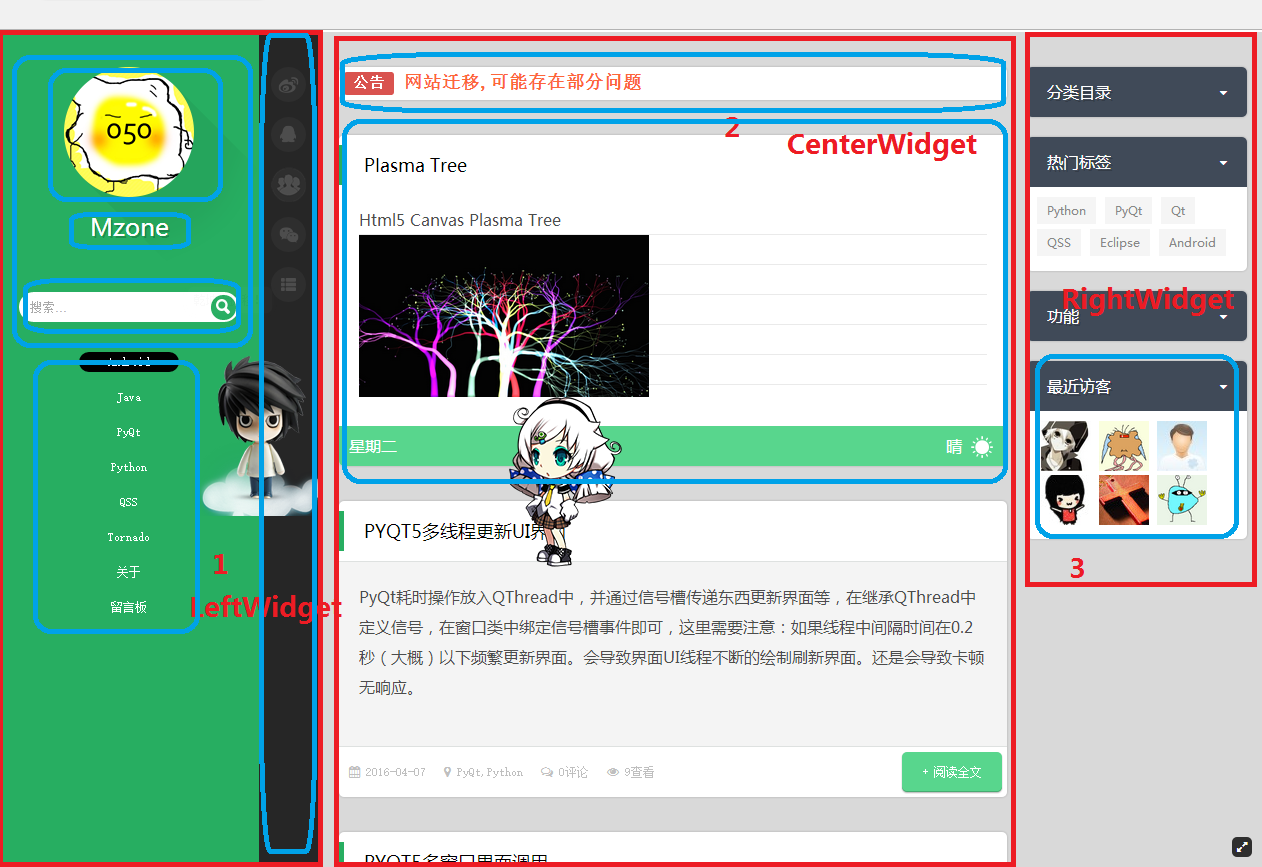 050
Mzone
搜索...
Android
Java
PyQt
Python
QSS
Tornado
关于
留言板
1
LeftWidget
公告 网站迁移,可能存在部分问题
2
CenterWidget
Plasma Tree
Html5 Canvas Plasma Tree
星期二 晴
PYQT5多线程更新UI界
PyQt耗时操作放入QThread中，并通过信号槽传递东西更新界面等，在继承QThread中
定义信号，在窗口类中绑定信号槽事件即可，这里需要注意：如果线程中间隔时间在0.2
秒（大概）以下频繁更新界面。会导致界面UI线程不断的绘制刷新界面。还是会导致卡顿
无响应。
2016-04-07 PyQt,Python 0评论 9查看
+ 阅读全文
PYQT5多窗口界面调用
分类目录
热门标签
Python PyQt Qt
QSS Eclipse Android
RightWidget
功能
最近访客
3